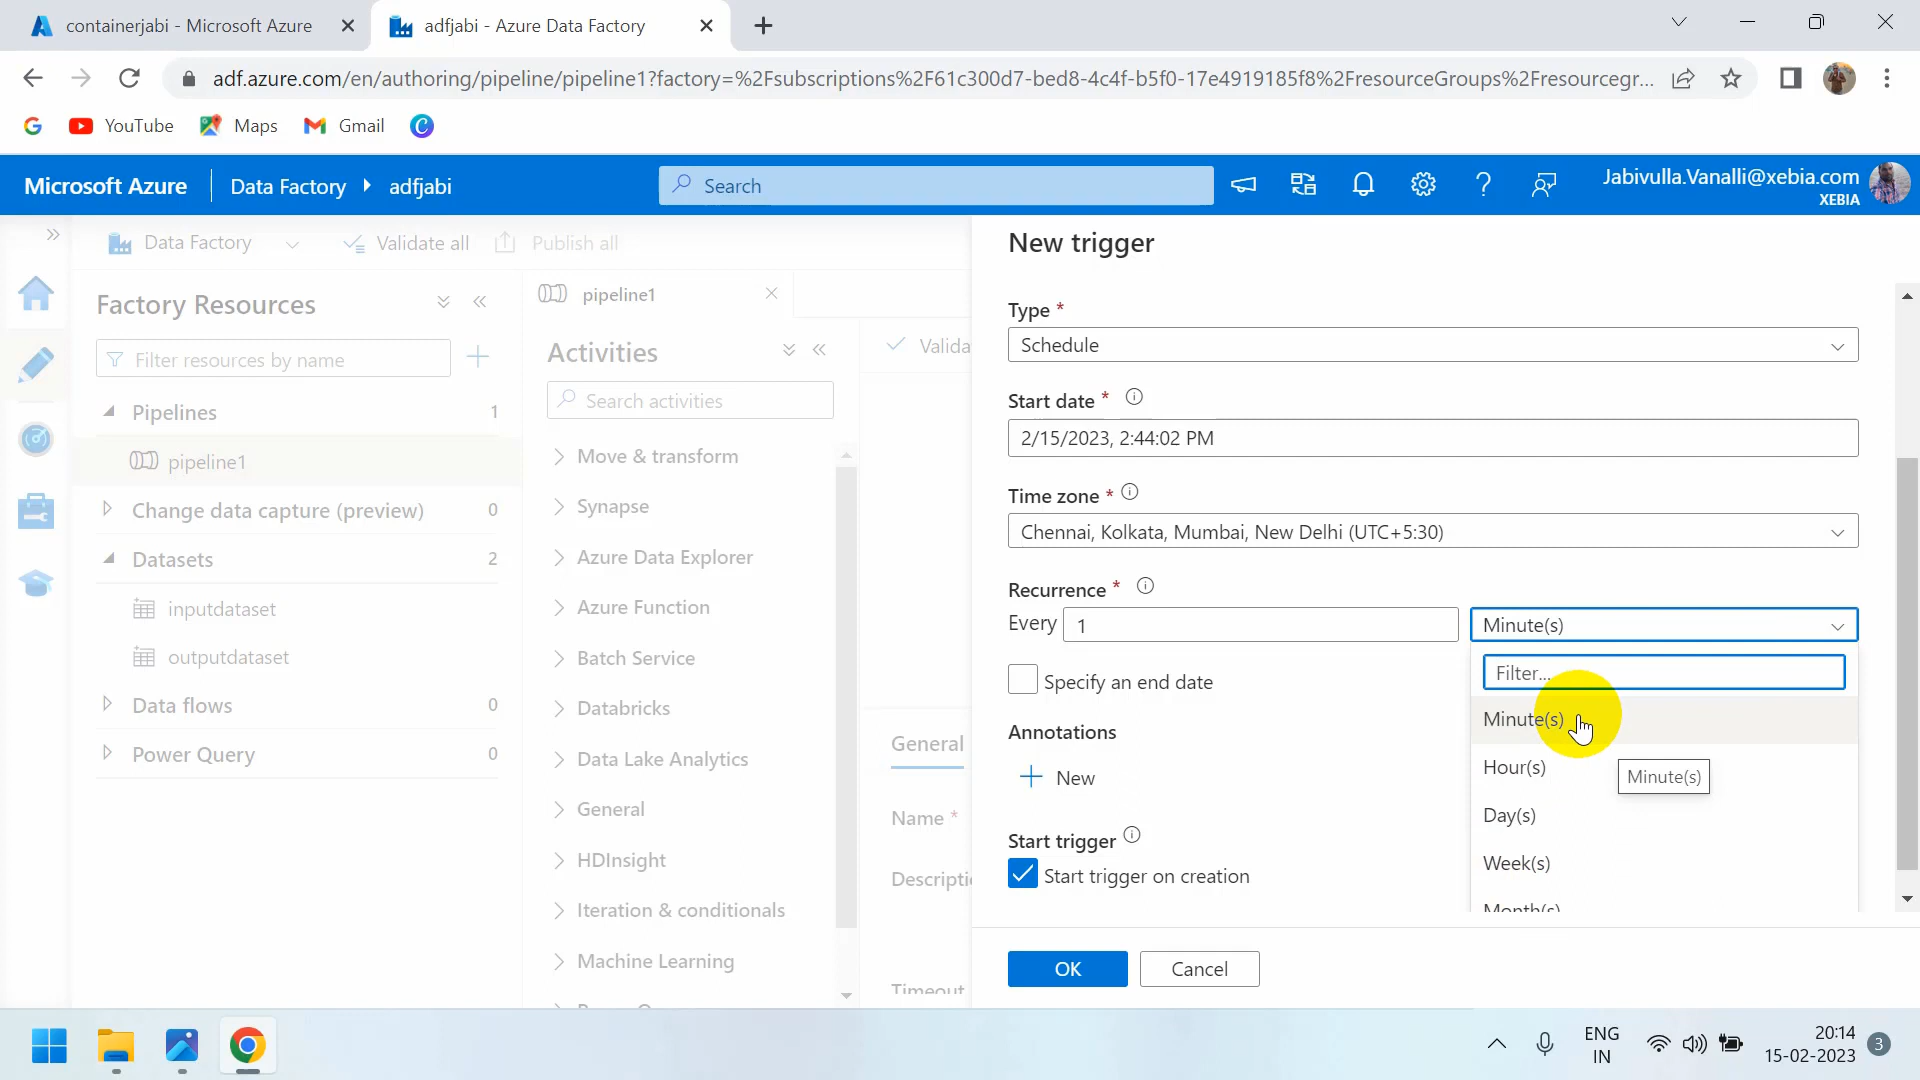 containerjabi - Microsoft Azure
adfjabi - Azure Data Factory
adf.azure.com/en/authoring/pipeline/pipeline1?factory=%2Fsubscriptions%2F61c300d7-bed8-4c4f-b5f0-17e4919185f8%2FresourceGroups%2Fresourcegr...
YouTube
Maps
Gmail
Microsoft Azure
Data Factory
adfjabi
Search
Jabivulla.Vanalli@xebia.com
XEBIA
Data Factory
Validate all
Publish all
Factory Resources
Filter resources by name
Pipelines 1
pipeline1
Change data capture (preview) 0
Datasets 2
inputdataset
outputdataset
Data flows 0
Power Query 0
pipeline1
Activities
Search activities
Move & transform
Synapse
Azure Data Explorer
Azure Function
Batch Service
Databricks
Data Lake Analytics
General
HDInsight
Iteration & conditionals
Machine Learning
Valida
General
Name *
Descripti
Timeout
New trigger
Type *
Schedule
Start date *
2/15/2023, 2:44:02 PM
Time zone *
Chennai, Kolkata, Mumbai, New Delhi (UTC+5:30)
Recurrence *
Every 1 Minute(s)
Filter...
Minute(s)
Hour(s)
Minute(s)
Day(s)
Week(s)
Month(s)
Specify an end date
Annotations
New
Start trigger
Start trigger on creation
OK
Cancel
ENG
IN
20:14
15-02-2023
3